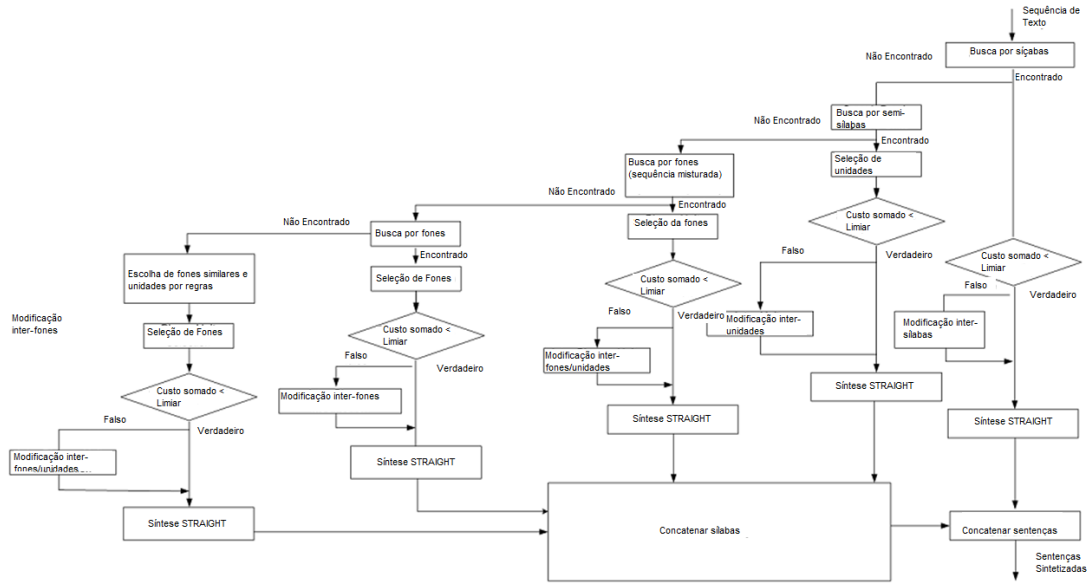 Sequência de
Texto
Busca por síçabas
Não Encontrado
Encontrado
Busca por semi-
sílabas
Não Encontrado
Encontrado
Seleção de
unidades
Busca por fones
(sequência misturada)
Não Encontrado
Encontrado
Seleção da fones
Não Encontrado
Busca por fones
Encontrado
Seleção de Fones
Escolha de fones similares e
unidades por regras
Seleção de Fones
Modificação
inter-fones
Custo somado <
Limiar
Falso
Verdadeiro
Modificação inter-
unidades
Custo somado <
Limiar
Falso
Verdadeiro
Modificação inter-
sílabas
Custo somado <
Limiar
Falso
Verdadeiro
Modificação inter-
fones/unidades
Custo somado <
Limiar
Falso
Verdadeiro
Modificação inter-fones
Custo somado <
Limiar
Falso
Verdadeiro
Modificação inter-
fones/unidades
Síntese STRAIGHT
Síntese STRAIGHT
Síntese STRAIGHT
Síntese STRAIGHT
Síntese STRAIGHT
Concatenar sílabas
Concatenar sentenças
Sentenças
Sintetizadas